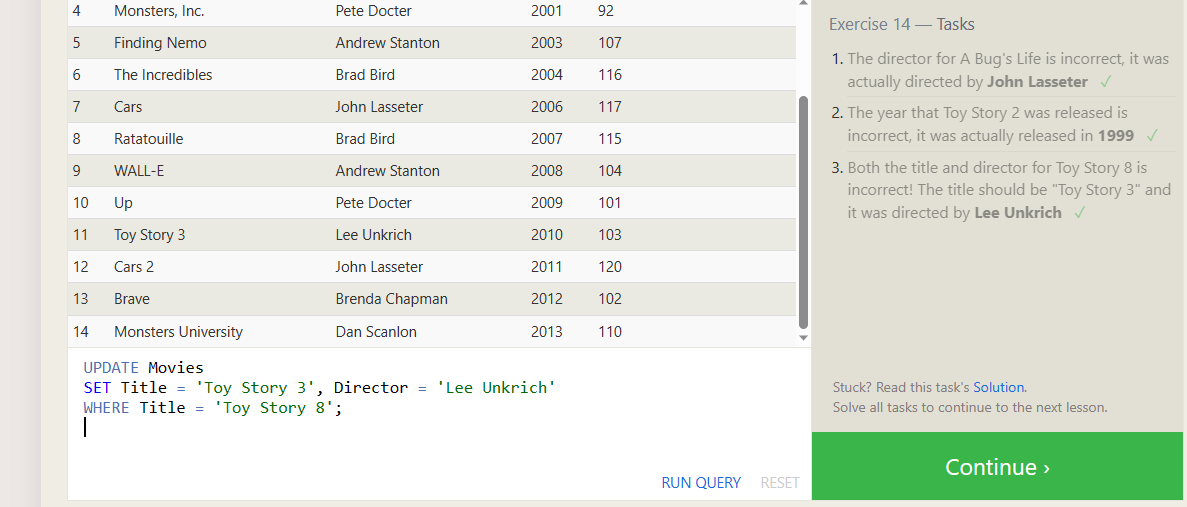 4 Monsters, Inc. Pete Docter 2001 92
5 Finding Nemo Andrew Stanton 2003 107
6 The Incredibles Brad Bird 2004 116
7 Cars John Lasseter 2006 117
8 Ratatouille Brad Bird 2007 115
9 WALL-E Andrew Stanton 2008 104
10 Up Pete Docter 2009 101
11 Toy Story 3 Lee Unkrich 2010 103
12 Cars 2 John Lasseter 2011 120
13 Brave Brenda Chapman 2012 102
14 Monsters University Dan Scanlon 2013 110
UPDATE Movies
SET Title = 'Toy Story 3', Director = 'Lee Unkrich'
WHERE Title = 'Toy Story 8';
RUN QUERY RESET
Exercise 14 — Tasks
1. The director for A Bug's Life is incorrect, it was
actually directed by John Lasseter ✓
2. The year that Toy Story 2 was released is
incorrect, it was actually released in 1999 ✓
3. Both the title and director for Toy Story 8 is
incorrect! The title should be "Toy Story 3" and
it was directed by Lee Unkrich ✓
Stuck? Read this task's Solution.
Solve all tasks to continue to the next lesson.
Continue ›